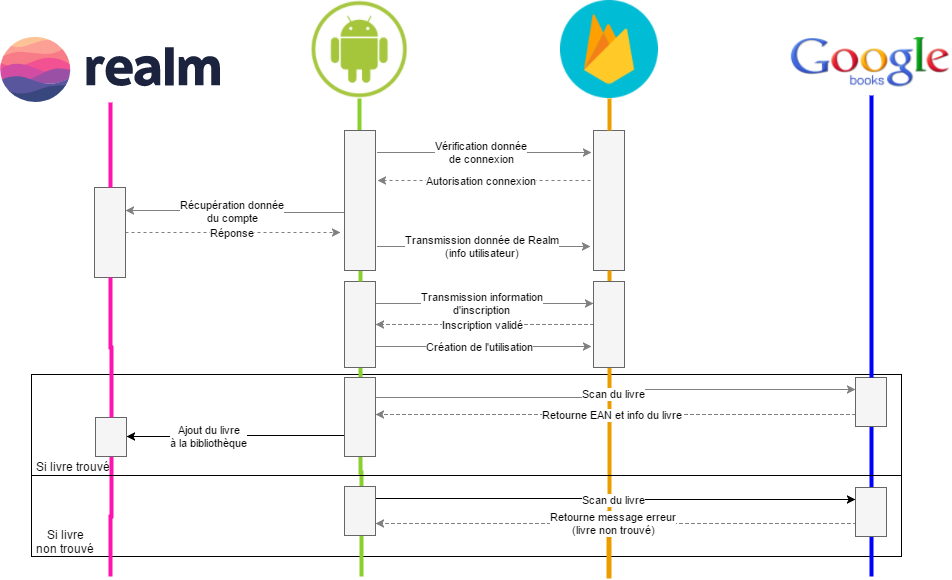 realm
Google
books
Vérification donnée
de connexion
Autorisation connexion
Récupération donnée
du compte
Réponse
Transmission donnée de Realm
(info utilisateur)
Transmission information
d'inscription
Inscription validé
Création de l'utilisation
Scan du livre
Retourne EAN et info du livre
Ajout du livre
à la bibliothèque
Si livre trouvé
Scan du livre
Retourne message erreur
(livre non trouvé)
Si livre
non trouvé